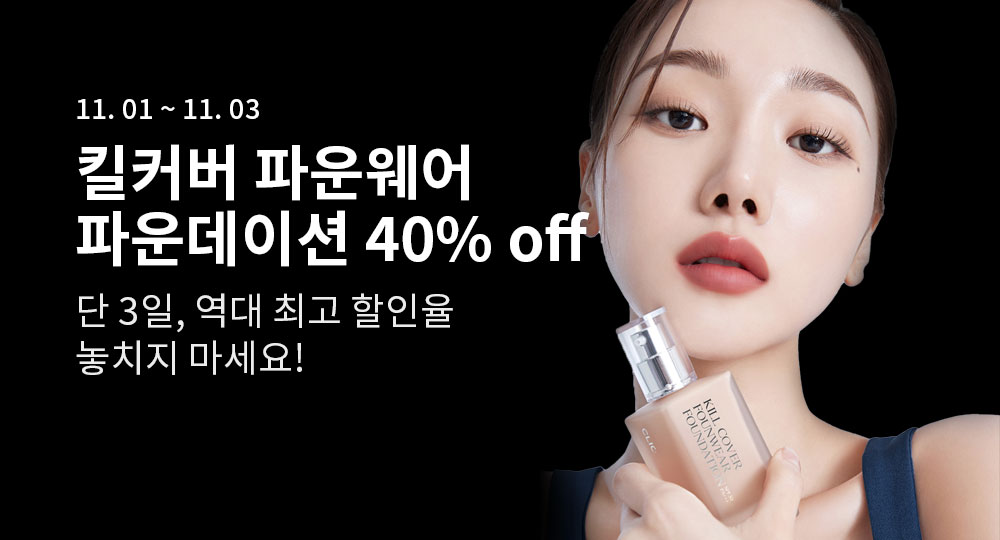 11. 01 ~ 11. 03
킬커버 파운웨어
파운데이션 40% off
단 3일, 역대 최고 할인율
놓치지 마세요!
KILL COVER
FOUNWEAR
FOUNDATION
CLIO